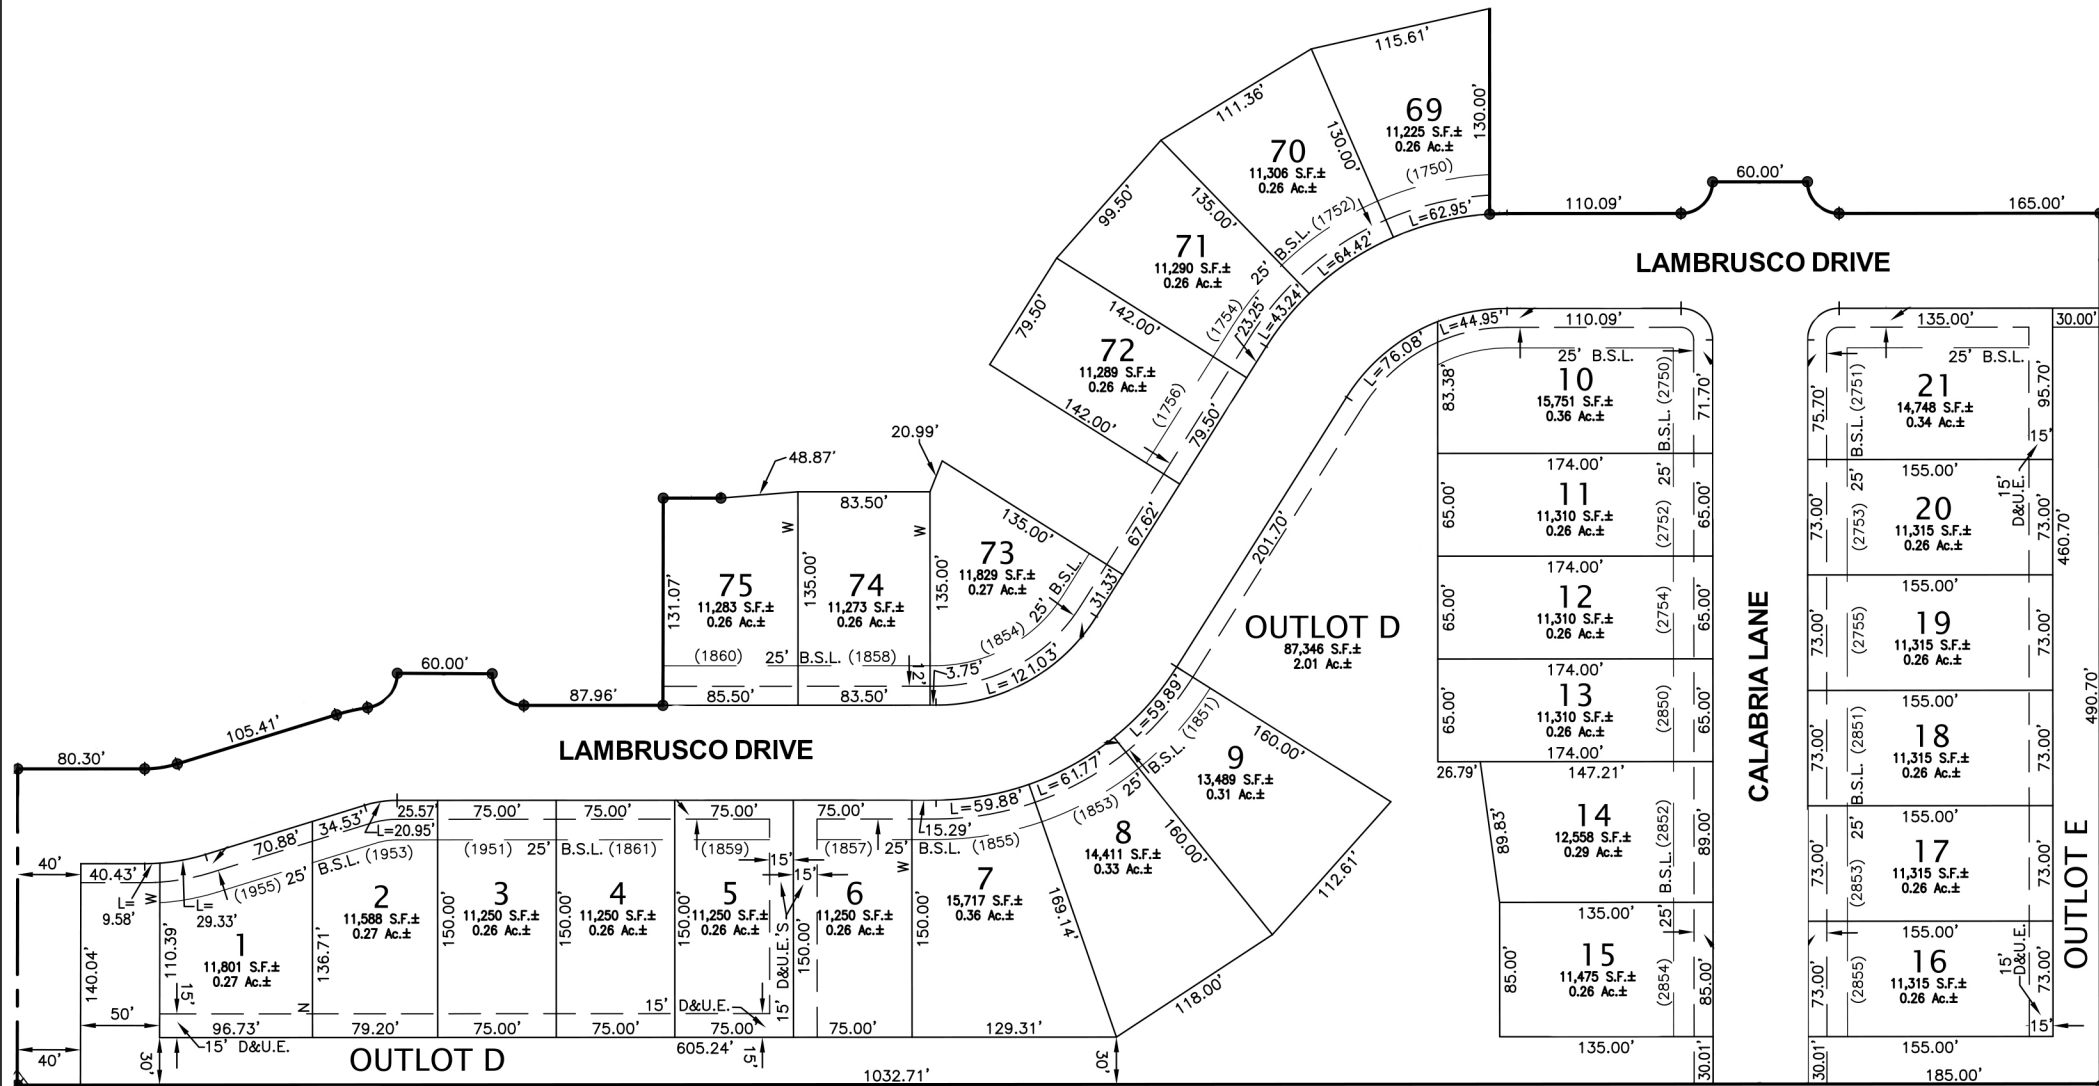 115.61'
69
11,225 S.F.±
0.26 Ac.±
130.00'
(1750)
L=62.95'
111.36'
70
11,306 S.F.±
0.26 Ac.±
130.00'
B.S.L. (1752)
L=64.42'
99.50'
71
11,290 S.F.±
0.26 Ac.±
135.00'
25'
(1754)
23.25'
L=43.24'
79.50'
72
11,289 S.F.±
0.26 Ac.±
142.00'
142.00'
(1756)
79.50'
110.09'
60.00'
165.00'
LAMBRUSCO DRIVE
20.99'
48.87'
83.50'
135.00'
73
11,829 S.F.±
0.27 Ac.±
67.62'
31.33'
(1854) 25' B.S.L.
L=121.03'
3.75'
12'
W
W
131.07'
75
11,283 S.F.±
0.26 Ac.±
135.00'
74
11,273 S.F.±
0.26 Ac.±
135.00'
(1860) 25' B.S.L. (1858)
85.50'
83.50'
60.00'
87.96'
105.41'
80.30'
LAMBRUSCO DRIVE
201.70'
OUTLOT D
87,346 S.F.±
2.01 Ac.±
L=76.08'
L=44.95'
110.09'
25' B.S.L.
83.38'
10
15,751 S.F.±
0.36 Ac.±
B.S.L. (2750)
71.70'
174.00'
65.00'
11
11,310 S.F.±
0.26 Ac.±
25'
(2752)
65.00'
174.00'
65.00'
12
11,310 S.F.±
0.26 Ac.±
(2754)
65.00'
174.00'
65.00'
13
11,310 S.F.±
0.26 Ac.±
(2850)
65.00'
174.00'
26.79'
147.21'
89.83'
14
12,558 S.F.±
0.29 Ac.±
B.S.L. (2852)
89.00'
135.00'
25'
85.00'
15
11,475 S.F.±
0.26 Ac.±
(2854)
85.00'
135.00'
30.01'
CALABRIA LANE
135.00'
30.00'
25' B.S.L.
75.70'
B.S.L. (2751)
21
14,748 S.F.±
0.34 Ac.±
95.70'
15'
155.00'
73.00'
25'
(2753)
20
11,315 S.F.±
0.26 Ac.±
15'
D&U.E.
73.00'
460.70'
155.00'
73.00'
(2755)
19
11,315 S.F.±
0.26 Ac.±
73.00'
490.70'
155.00'
73.00'
B.S.L. (2851)
18
11,315 S.F.±
0.26 Ac.±
73.00'
155.00'
73.00'
(2853) 25'
17
11,315 S.F.±
0.26 Ac.±
73.00'
OUTLOT E
155.00'
73.00'
(2855)
16
11,315 S.F.±
0.26 Ac.±
15'
D&U.E.
73.00'
15'
155.00'
30.01'
185.00'
L=59.89'
B.S.L. (1851)
9
13,489 S.F.±
0.31 Ac.±
160.00'
112.61'
L=61.77'
(1853) 25'
8
14,411 S.F.±
0.33 Ac.±
160.00'
118.00'
L=59.88'
15.29'
B.S.L. (1855)
7
15,717 S.F.±
0.36 Ac.±
169.14'
150.00'
129.31'
W
75.00'
(1857) 25'
15'
15'
6
11,250 S.F.±
0.26 Ac.±
150.00'
15' D&U.E.'S
75.00'
75.00'
(1859)
5
11,250 S.F.±
0.26 Ac.±
150.00'
15' D&U.E.
75.00'
75.00'
B.S.L. (1861)
4
11,250 S.F.±
0.26 Ac.±
150.00'
75.00'
75.00'
(1951) 25'
3
11,250 S.F.±
0.26 Ac.±
150.00'
75.00'
25.57'
34.53'
L=20.95'
B.S.L. (1953)
2
11,588 S.F.±
0.27 Ac.±
136.71'
79.20'
70.88'
(1955) 25'
L=
29.33'
1
11,801 S.F.±
0.27 Ac.±
110.39'
15'
N
96.73'
15' D&U.E.
40'
40.43'
L=
9.58'
W
140.04'
50'
40'
30'
OUTLOT D
605.24'
15'
30'
1032.71'